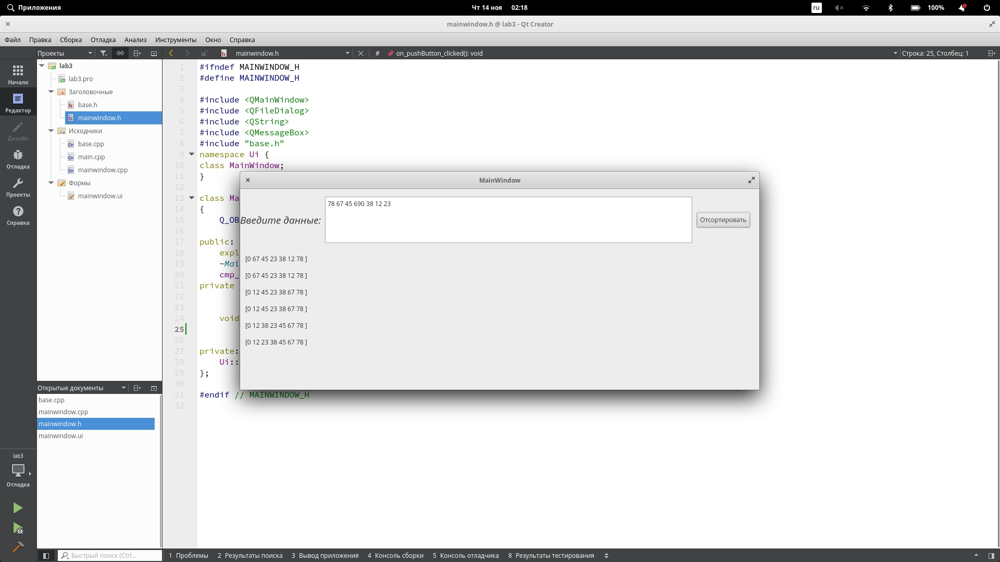 Приложения
Чт 14 ноя 02:18
ru
100%
mainwindow.h @ lab3 - Qt Creator
Файл Правка Сборка Отладка Анализ Инструменты Окно Справка
Проекты
mainwindow.h
# on_pushButton_clicked(): void
Строка: 25, Столбец: 1
Начало
Редактор
Дизайн
Отладка
Проекты
Справка
lab3
Отладка
lab3
lab3.pro
Заголовочные
base.h
mainwindow.h
Исходники
base.cpp
main.cpp
mainwindow.cpp
Формы
mainwindow.ui
Открытые документы
base.cpp
mainwindow.cpp
mainwindow.h
mainwindow.ui
1 #ifndef MAINWINDOW_H
2 #define MAINWINDOW_H
3
4 #include <QMainWindow>
5 #include <QFileDialog>
6 #include <QString>
7 #include <QMessageBox>
8 #include "base.h"
9 namespace Ui {
10 class MainWindow;
11 }
12
13 class Ma
14 {
15 Q_OB
16
17 public:
18 expl
19 ~Mai
20 cmp_
21 private
22
23
24 void
25
26
27 private:
28 Ui::
29 };
30
31 #endif // MAINWINDOW_H
32
MainWindow
Введите данные:
78 67 45 690 38 12 23
Отсортировать
[0 67 45 23 38 12 78 ]
[0 67 45 23 38 12 78 ]
[0 12 45 23 38 67 78 ]
[0 12 45 23 38 67 78 ]
[0 12 38 23 45 67 78 ]
[0 12 23 38 45 67 78 ]
Быстрый поиск (Ctrl...
1 Проблемы 2 Результаты поиска 3 Вывод приложения 4 Консоль сборки 5 Консоль отладчика 8 Результаты тестирования